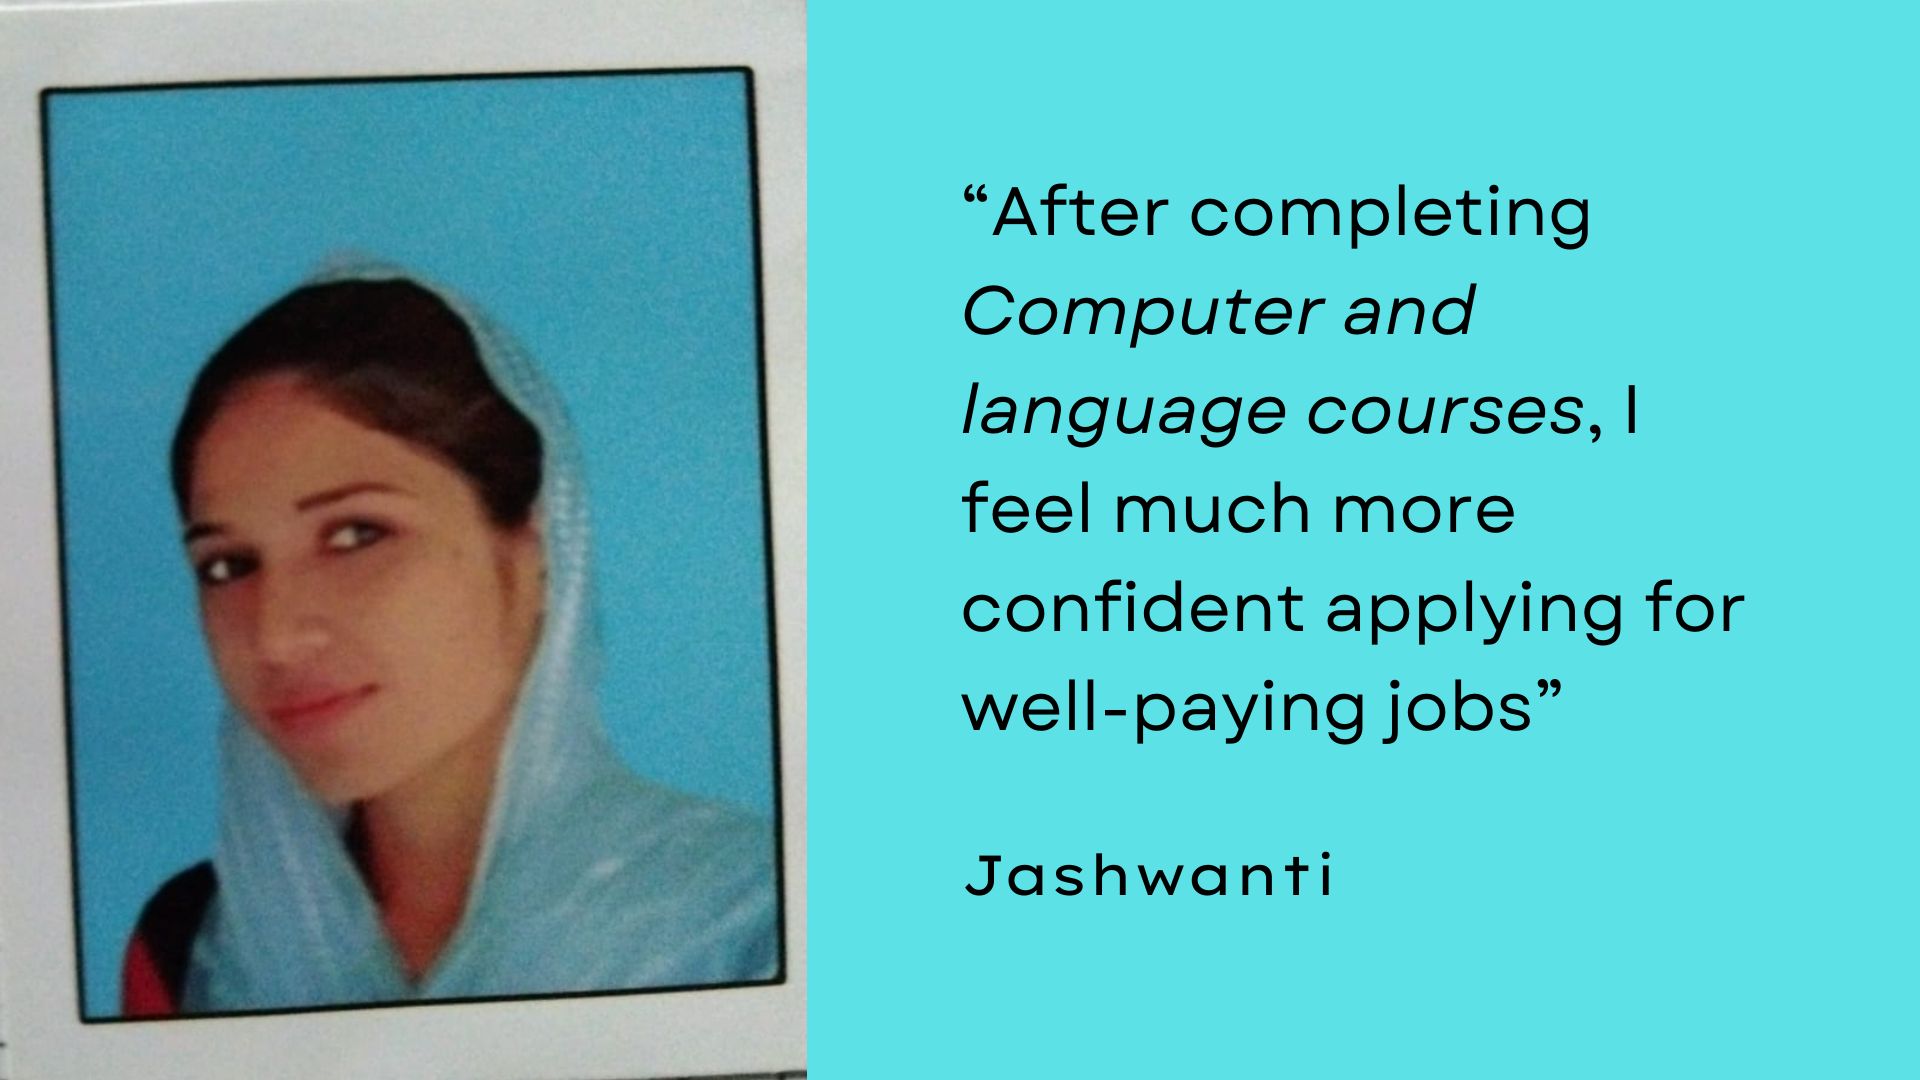 “After completing
Computer and
language courses, I
feel much more
confident applying for
well-paying jobs”
Jashwanti